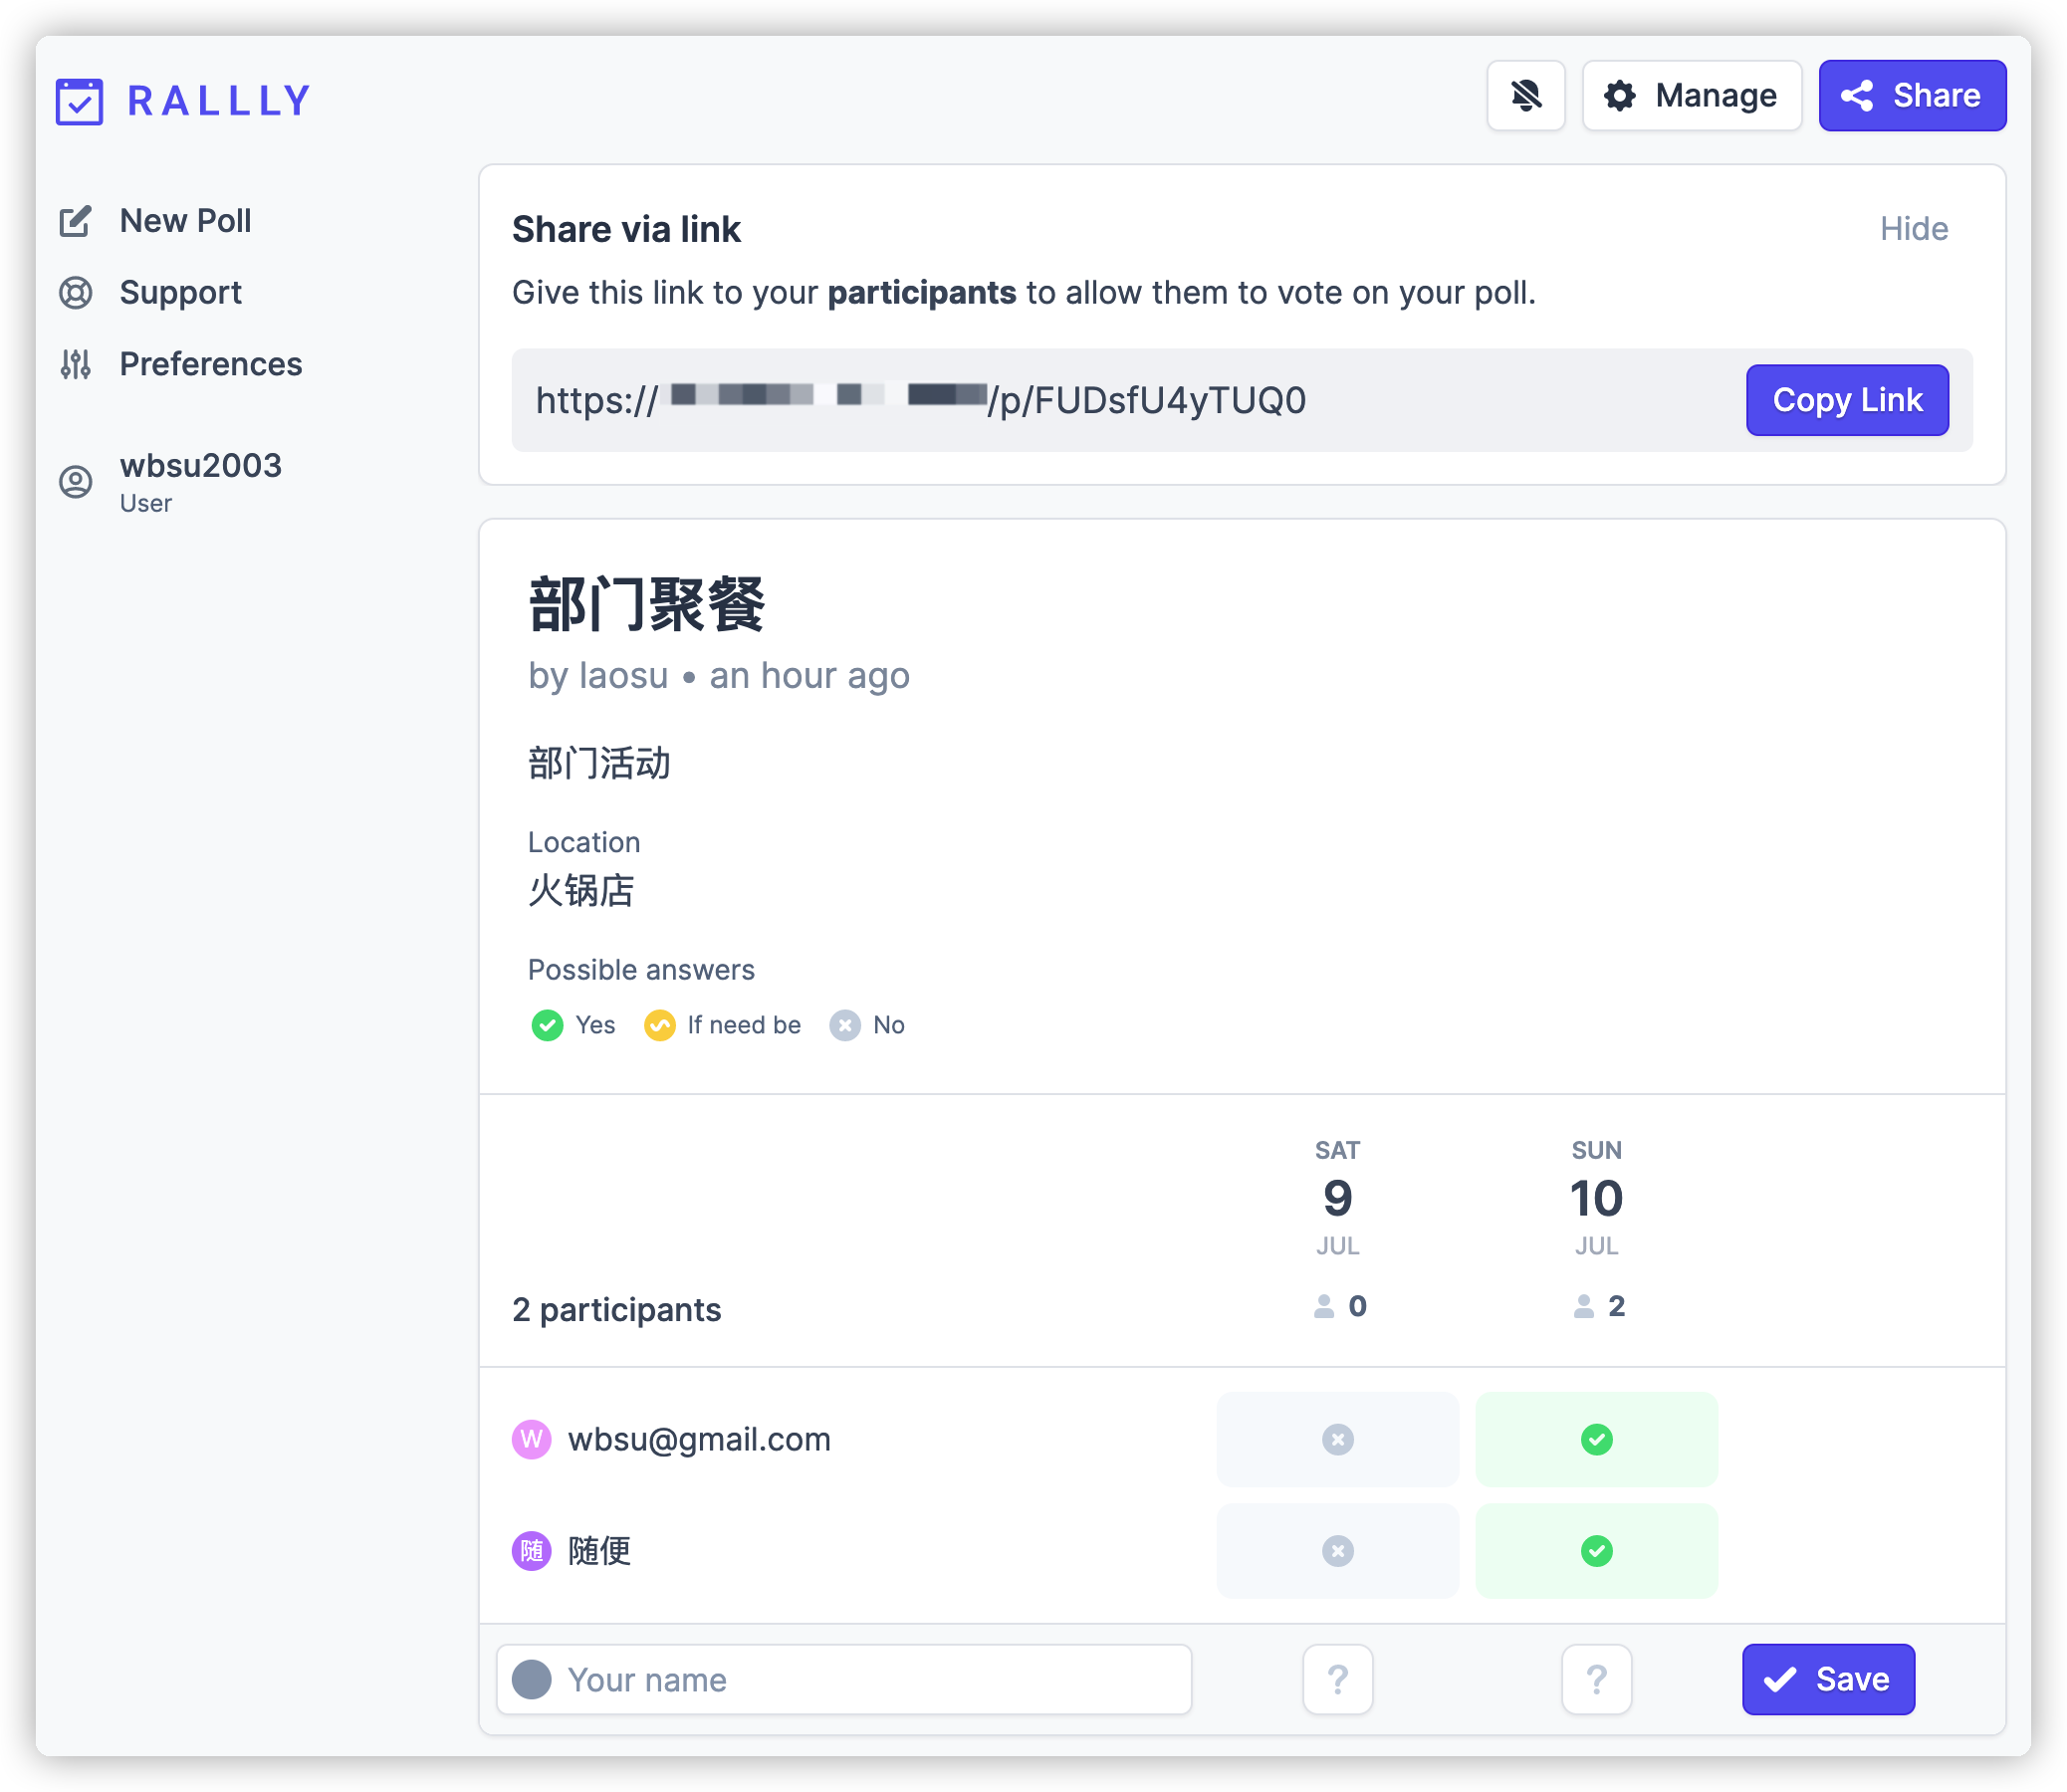 RALLLY
Manage
Share
New Poll
Support
Preferences
wbsu2003
User
Share via link
Hide
Give this link to your participants to allow them to vote on your poll.
https:// /p/FUDsfU4yTUQ0
Copy Link
部门聚餐
by laosu • an hour ago
部门活动
Location
火锅店
Possible answers
Yes If need be No
SAT SUN
9 10
JUL JUL
2 participants 0 2
W wbsu@gmail.com
随 随便
Your name ? ? Save